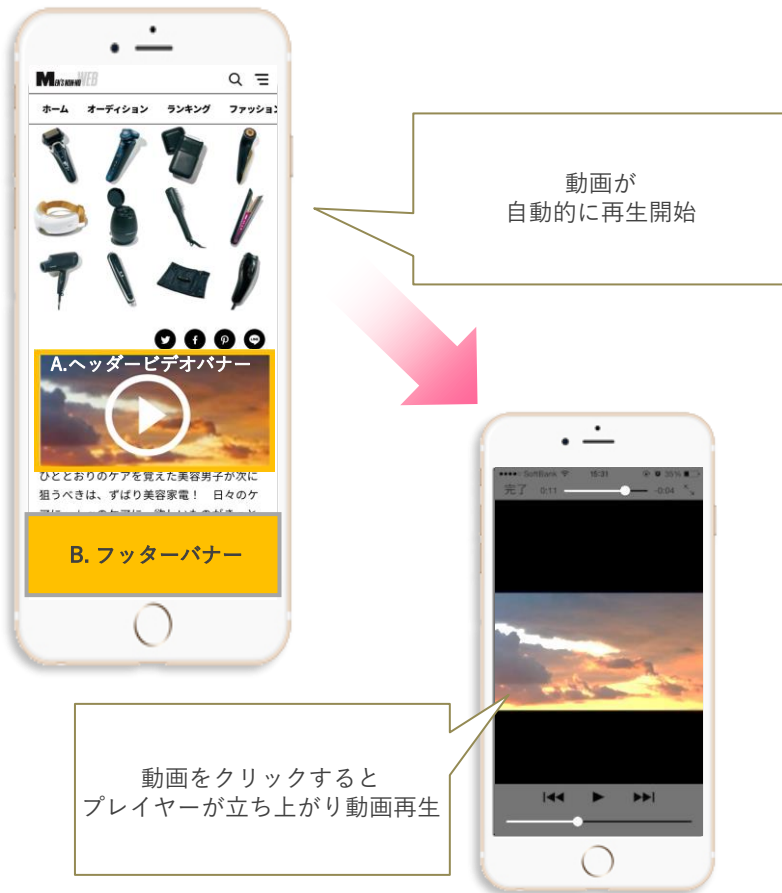 MEN'S NON-NO WEB
ホーム オーディション ランキング ファッション
A.ヘッダービデオバナー
ひととおりのケアを覚えた美容男子が次に
狙うべきは、ずばり美容家電！ 日々のケ
B. フッターバナー
動画が
自動的に再生開始
SoftBank 15:31 35%
完了 0:11 -0:04
動画をクリックすると
プレイヤーが立ち上がり動画再生